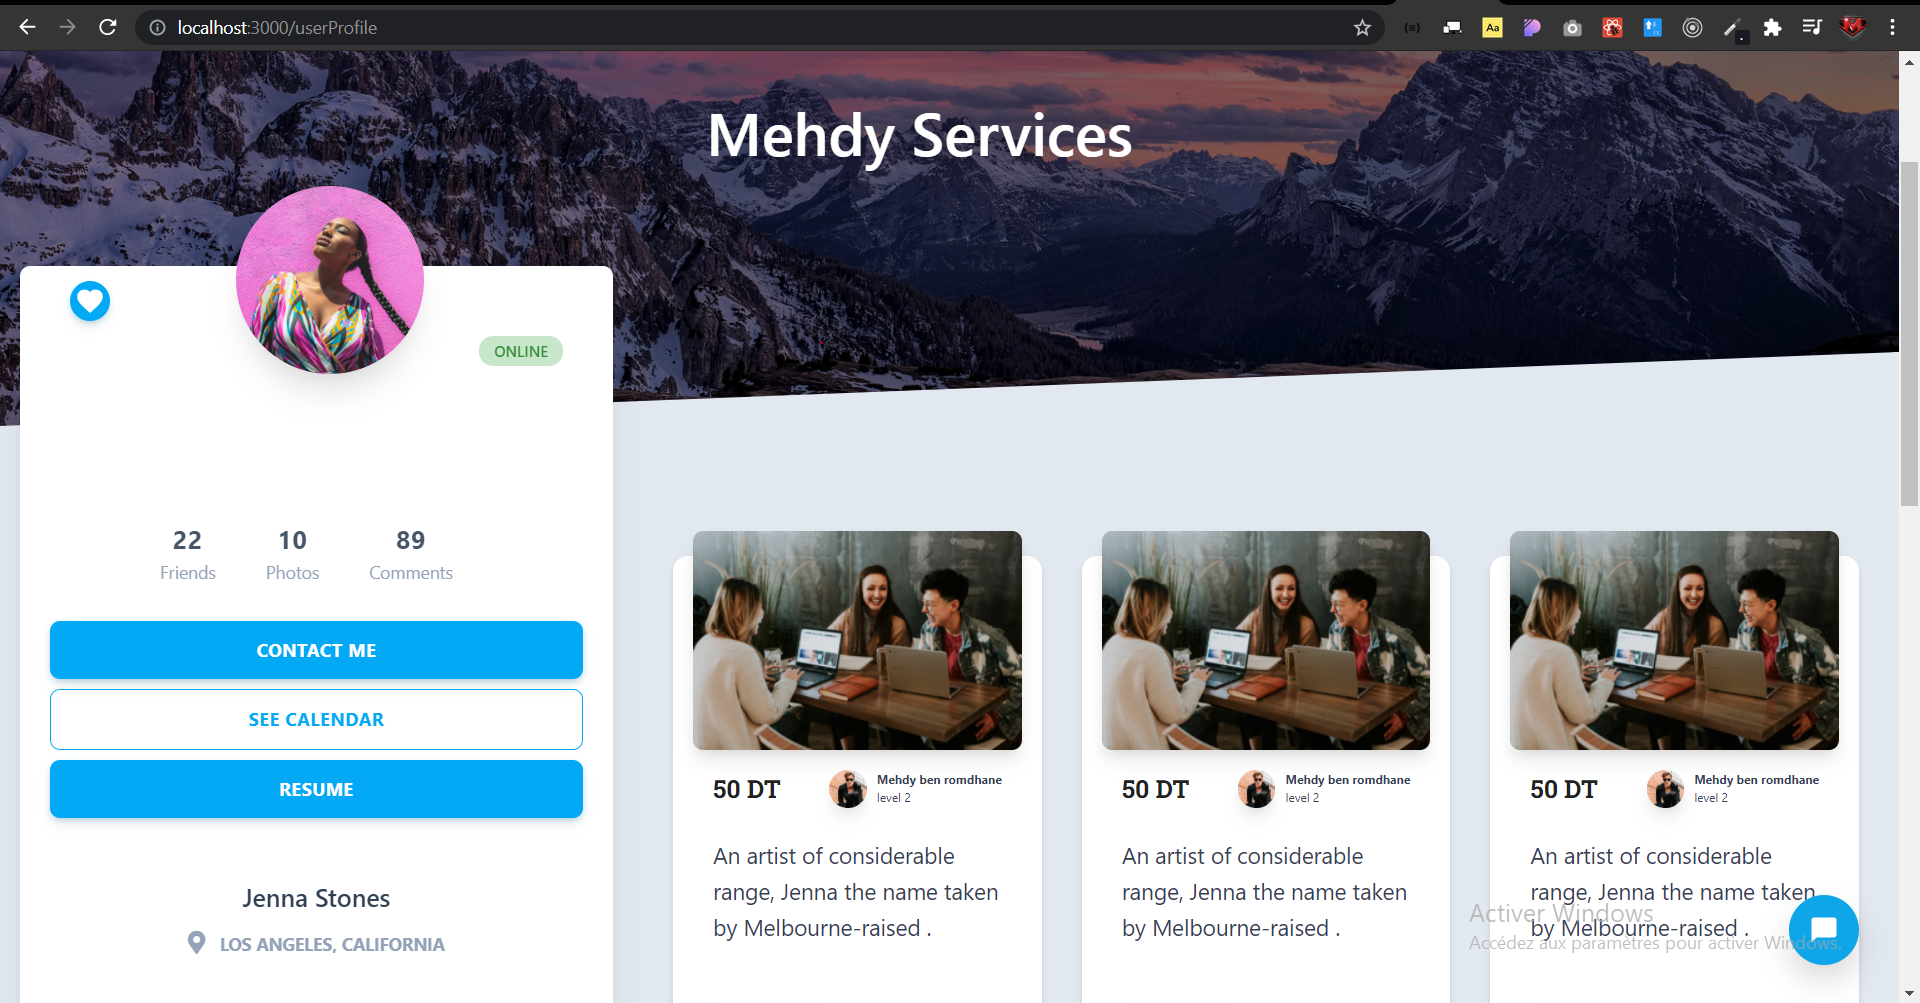 localhost:3000/userProfile
Aa
Mehdy Services
ONLINE
22
Friends
10
Photos
89
Comments
CONTACT ME
SEE CALENDAR
RESUME
Jenna Stones
LOS ANGELES, CALIFORNIA
50 DT
Mehdy ben romdhane
level 2
An artist of considerable
range, Jenna the name taken
by Melbourne-raised .
50 DT
Mehdy ben romdhane
level 2
An artist of considerable
range, Jenna the name taken
by Melbourne-raised .
50 DT
Mehdy ben romdhane
level 2
An artist of considerable
range, Jenna the name taken
by Melbourne-raised .
Activer Windows
Accédez aux paramètres pour activer Windows.